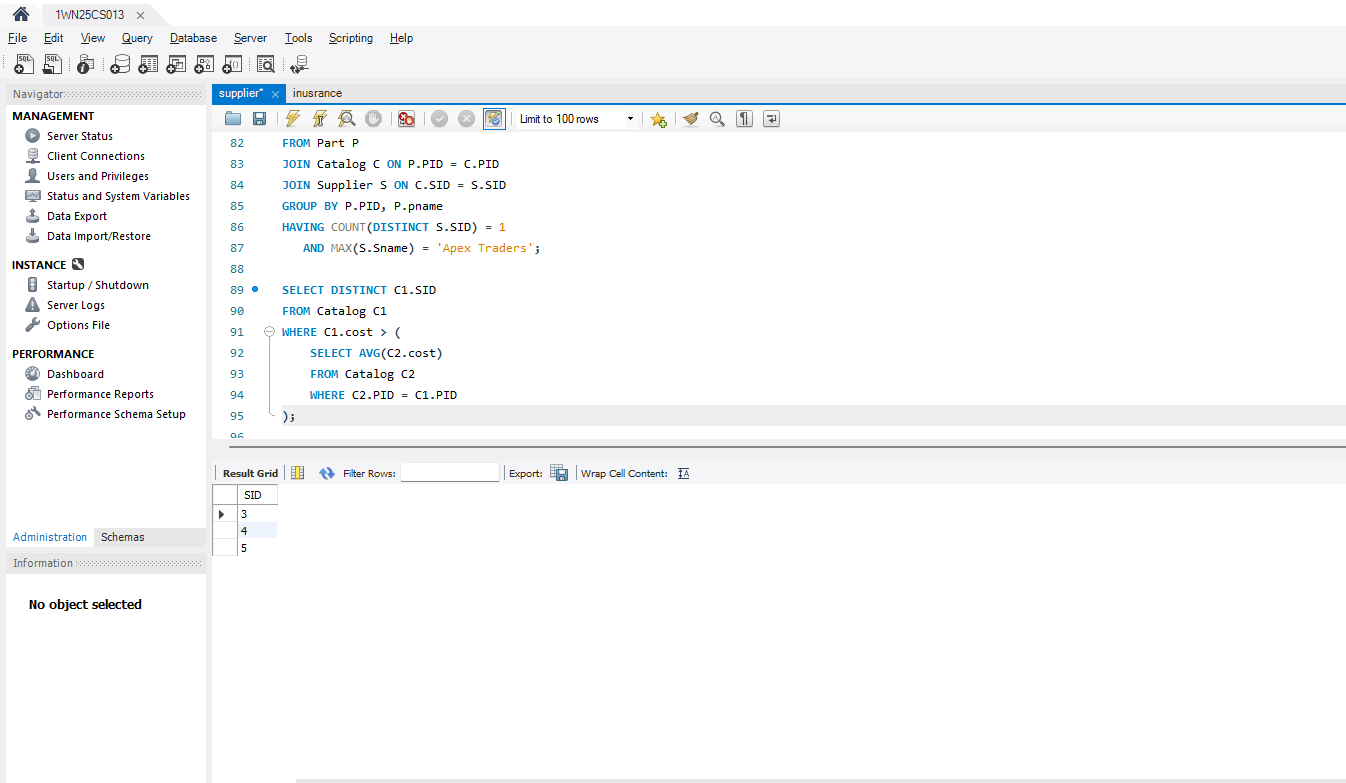 1WN25CS013
File Edit View Query Database Server Tools Scripting Help
Navigator
MANAGEMENT
Server Status
Client Connections
Users and Privileges
Status and System Variables
Data Export
Data Import/Restore
INSTANCE
Startup / Shutdown
Server Logs
Options File
PERFORMANCE
Dashboard
Performance Reports
Performance Schema Setup
Administration Schemas
Information
No object selected
supplier* inusrance
Limit to 100 rows
82 FROM Part P
83 JOIN Catalog C ON P.PID = C.PID
84 JOIN Supplier S ON C.SID = S.SID
85 GROUP BY P.PID, P.pname
86 HAVING COUNT(DISTINCT S.SID) = 1
87 AND MAX(S.Sname) = 'Apex Traders';
88
89 SELECT DISTINCT C1.SID
90 FROM Catalog C1
91 WHERE C1.cost > (
92 SELECT AVG(C2.cost)
93 FROM Catalog C2
94 WHERE C2.PID = C1.PID
95 );
96
Result Grid Filter Rows: Export: Wrap Cell Content:
SID
3
4
5